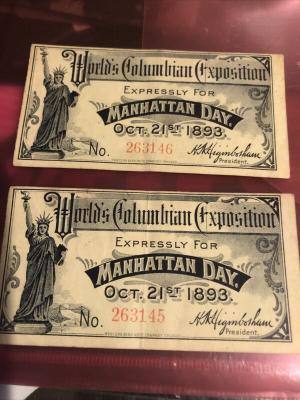 World's Columbian Exposition
EXPRESSLY FOR
MANHATTAN DAY.
OCT. 21ST 1893.
No. 263146
H.N. Higinbotham
President.
World's Columbian Exposition
EXPRESSLY FOR
MANHATTAN DAY.
OCT. 21ST 1893.
No. 263145
H.N. Higinbotham
President.